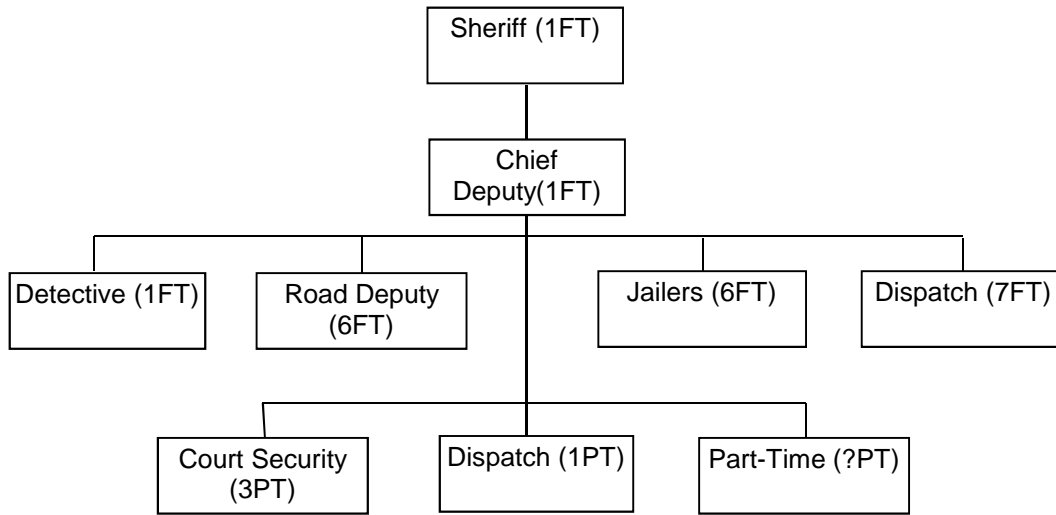 Sheriff (1FT)
Chief
Deputy(1FT)
Detective (1FT)
Road Deputy
(6FT)
Jailers (6FT)
Dispatch (7FT)
Court Security
(3PT)
Dispatch (1PT)
Part-Time (?PT)